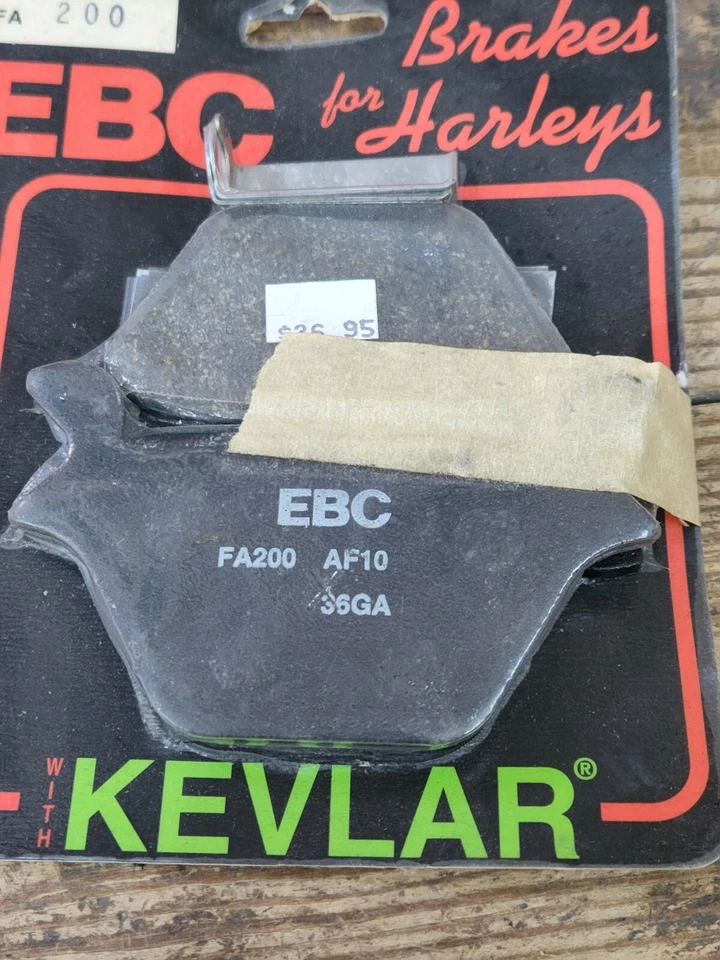 FA 200
EBC
Brakes
for Harleys
$36.95
EBC
FA200 AF10
36GA
WITH
KEVLAR®